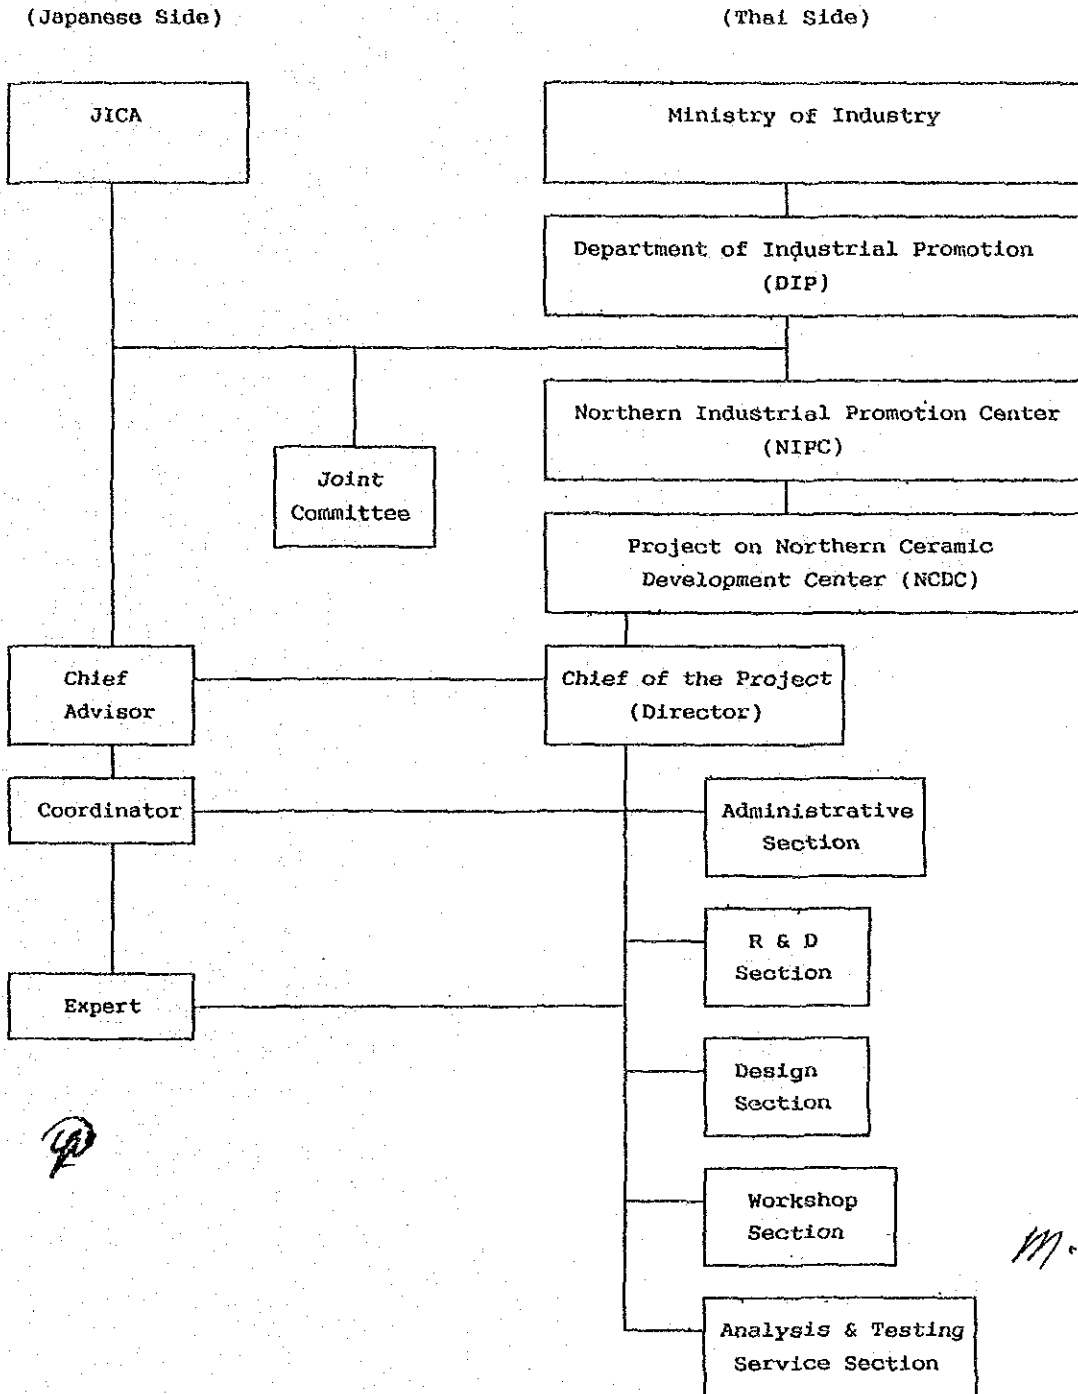 (Japanese Side)
(Thai Side)
JICA
Ministry of Industry
Department of Industrial Promotion
(DIP)
Northern Industrial Promotion Center
(NIPC)
Joint
Committee
Project on Northern Ceramic
Development Center (NCDC)
Chief
Advisor
Chief of the Project
(Director)
Coordinator
Administrative
Section
R & D
Section
Expert
Design
Section
Workshop
Section
Analysis & Testing
Service Section